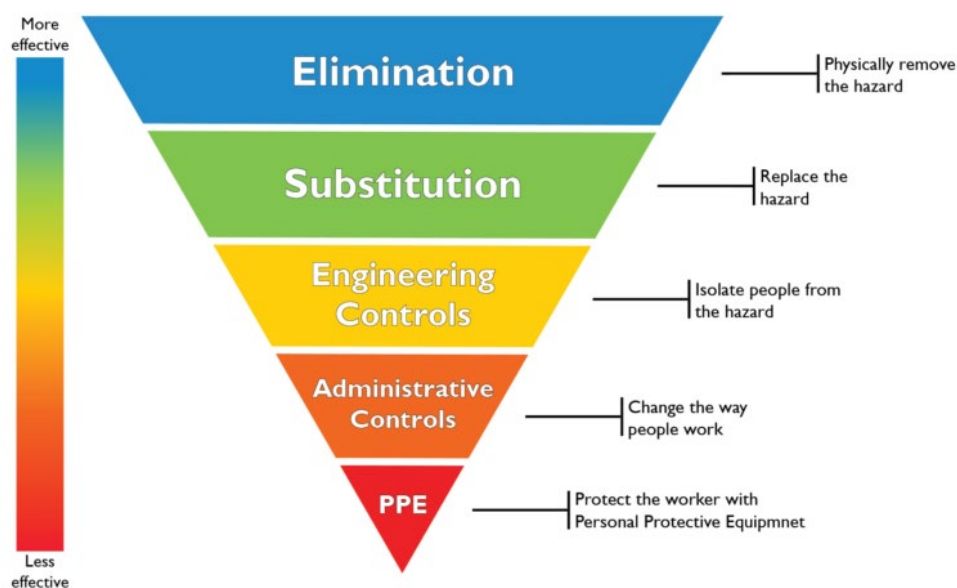 More
effective
Elimination
Physically remove
the hazard
Substitution
Replace the
hazard
Engineering
Controls
Isolate people from
the hazard
Administrative
Controls
Change the way
people work
PPE
Protect the worker with
Personal Protective Equipmnet
Less
effective